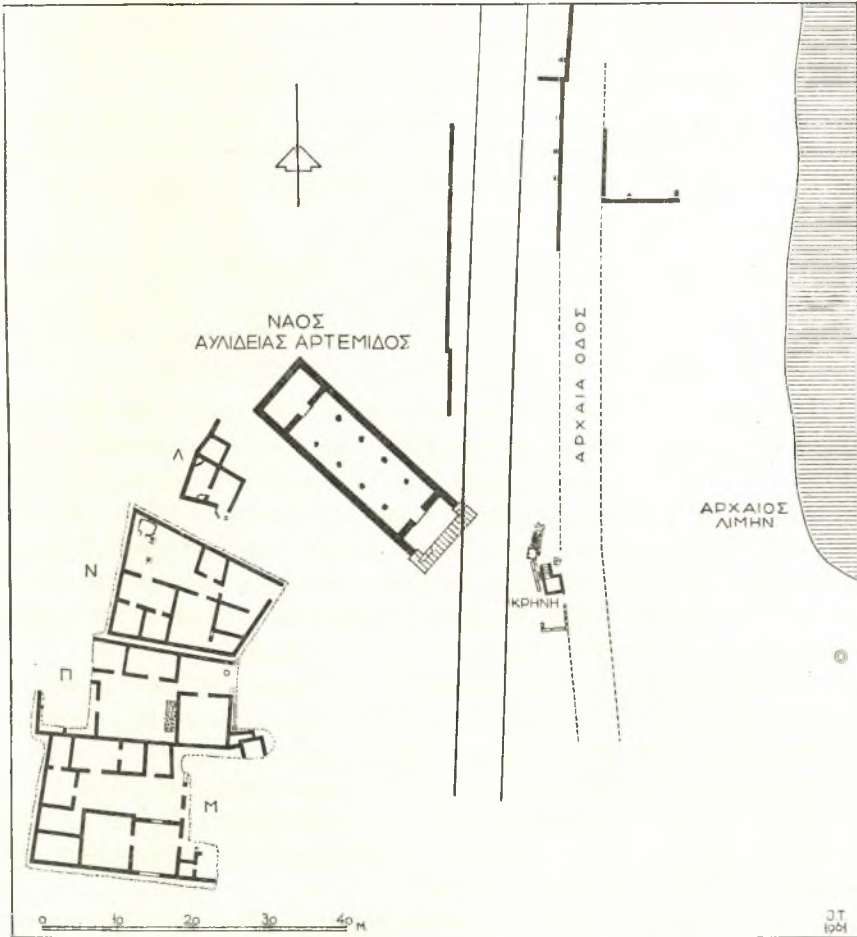 ΝΑΟΣ
ΑΥΛΙΔΕΙΑΣ ΑΡΤΕΜΙΔΟΣ
ΑΡΧΑΙΑ ΟΔΟΣ
Λ
ΑΡΧΑΙΟΣ
ΛΙΜΗΝ
Ν
ΚΡΗΝΗ
Π
Μ
0 10 20 30 40 Μ
J.T.
1961